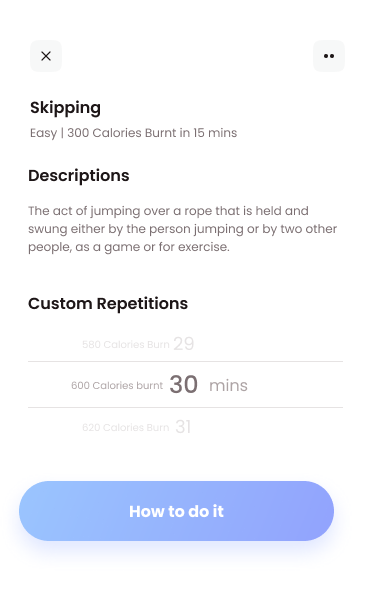 Skipping
Easy | 300 Calories Burnt in 15 mins
Descriptions
The act of jumping over a rope that is held and
swung either by the person jumping or by two other
people, as a game or for exercise.
Custom Repetitions
580 Calories Burn 29
600 Calories burnt 30 mins
620 Calories Burn 31
How to do it